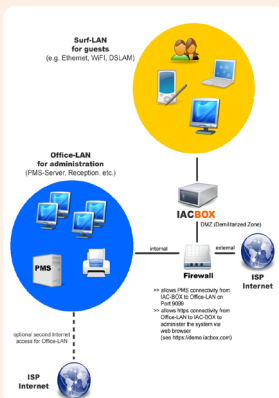 Surf-LAN
for guests
(e.g. Ethernet, WiFi, DSLAM)
Office-LAN
for administration
(PMS-Server, Reception, etc.)
IACBOX
DMZ (Demilitarized Zone)
PMS
internal
external
Firewall
ISP
Internet
>> allows PMS connectivity from
IAC-BOX to Office-LAN on
Port 9099
>> allows https connectivity from
Office-LAN to IAC-BOX to
administer the system via
web browser
(see https://demo.iacbox.com)
optional second Internet
access for Office-LAN
ISP
Internet